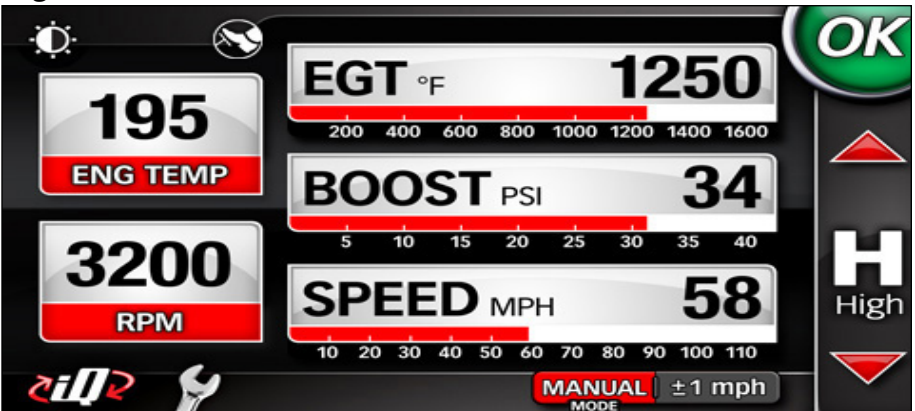 OK
195
ENG TEMP
3200
RPM
EGT °F 1250
200 400 600 800 1000 1200 1400 1600
BOOST PSI 34
5 10 15 20 25 30 35 40
SPEED MPH 58
10 20 30 40 50 60 70 80 90 100 110
H
High
iQ
MANUAL ±1 mph
MODE